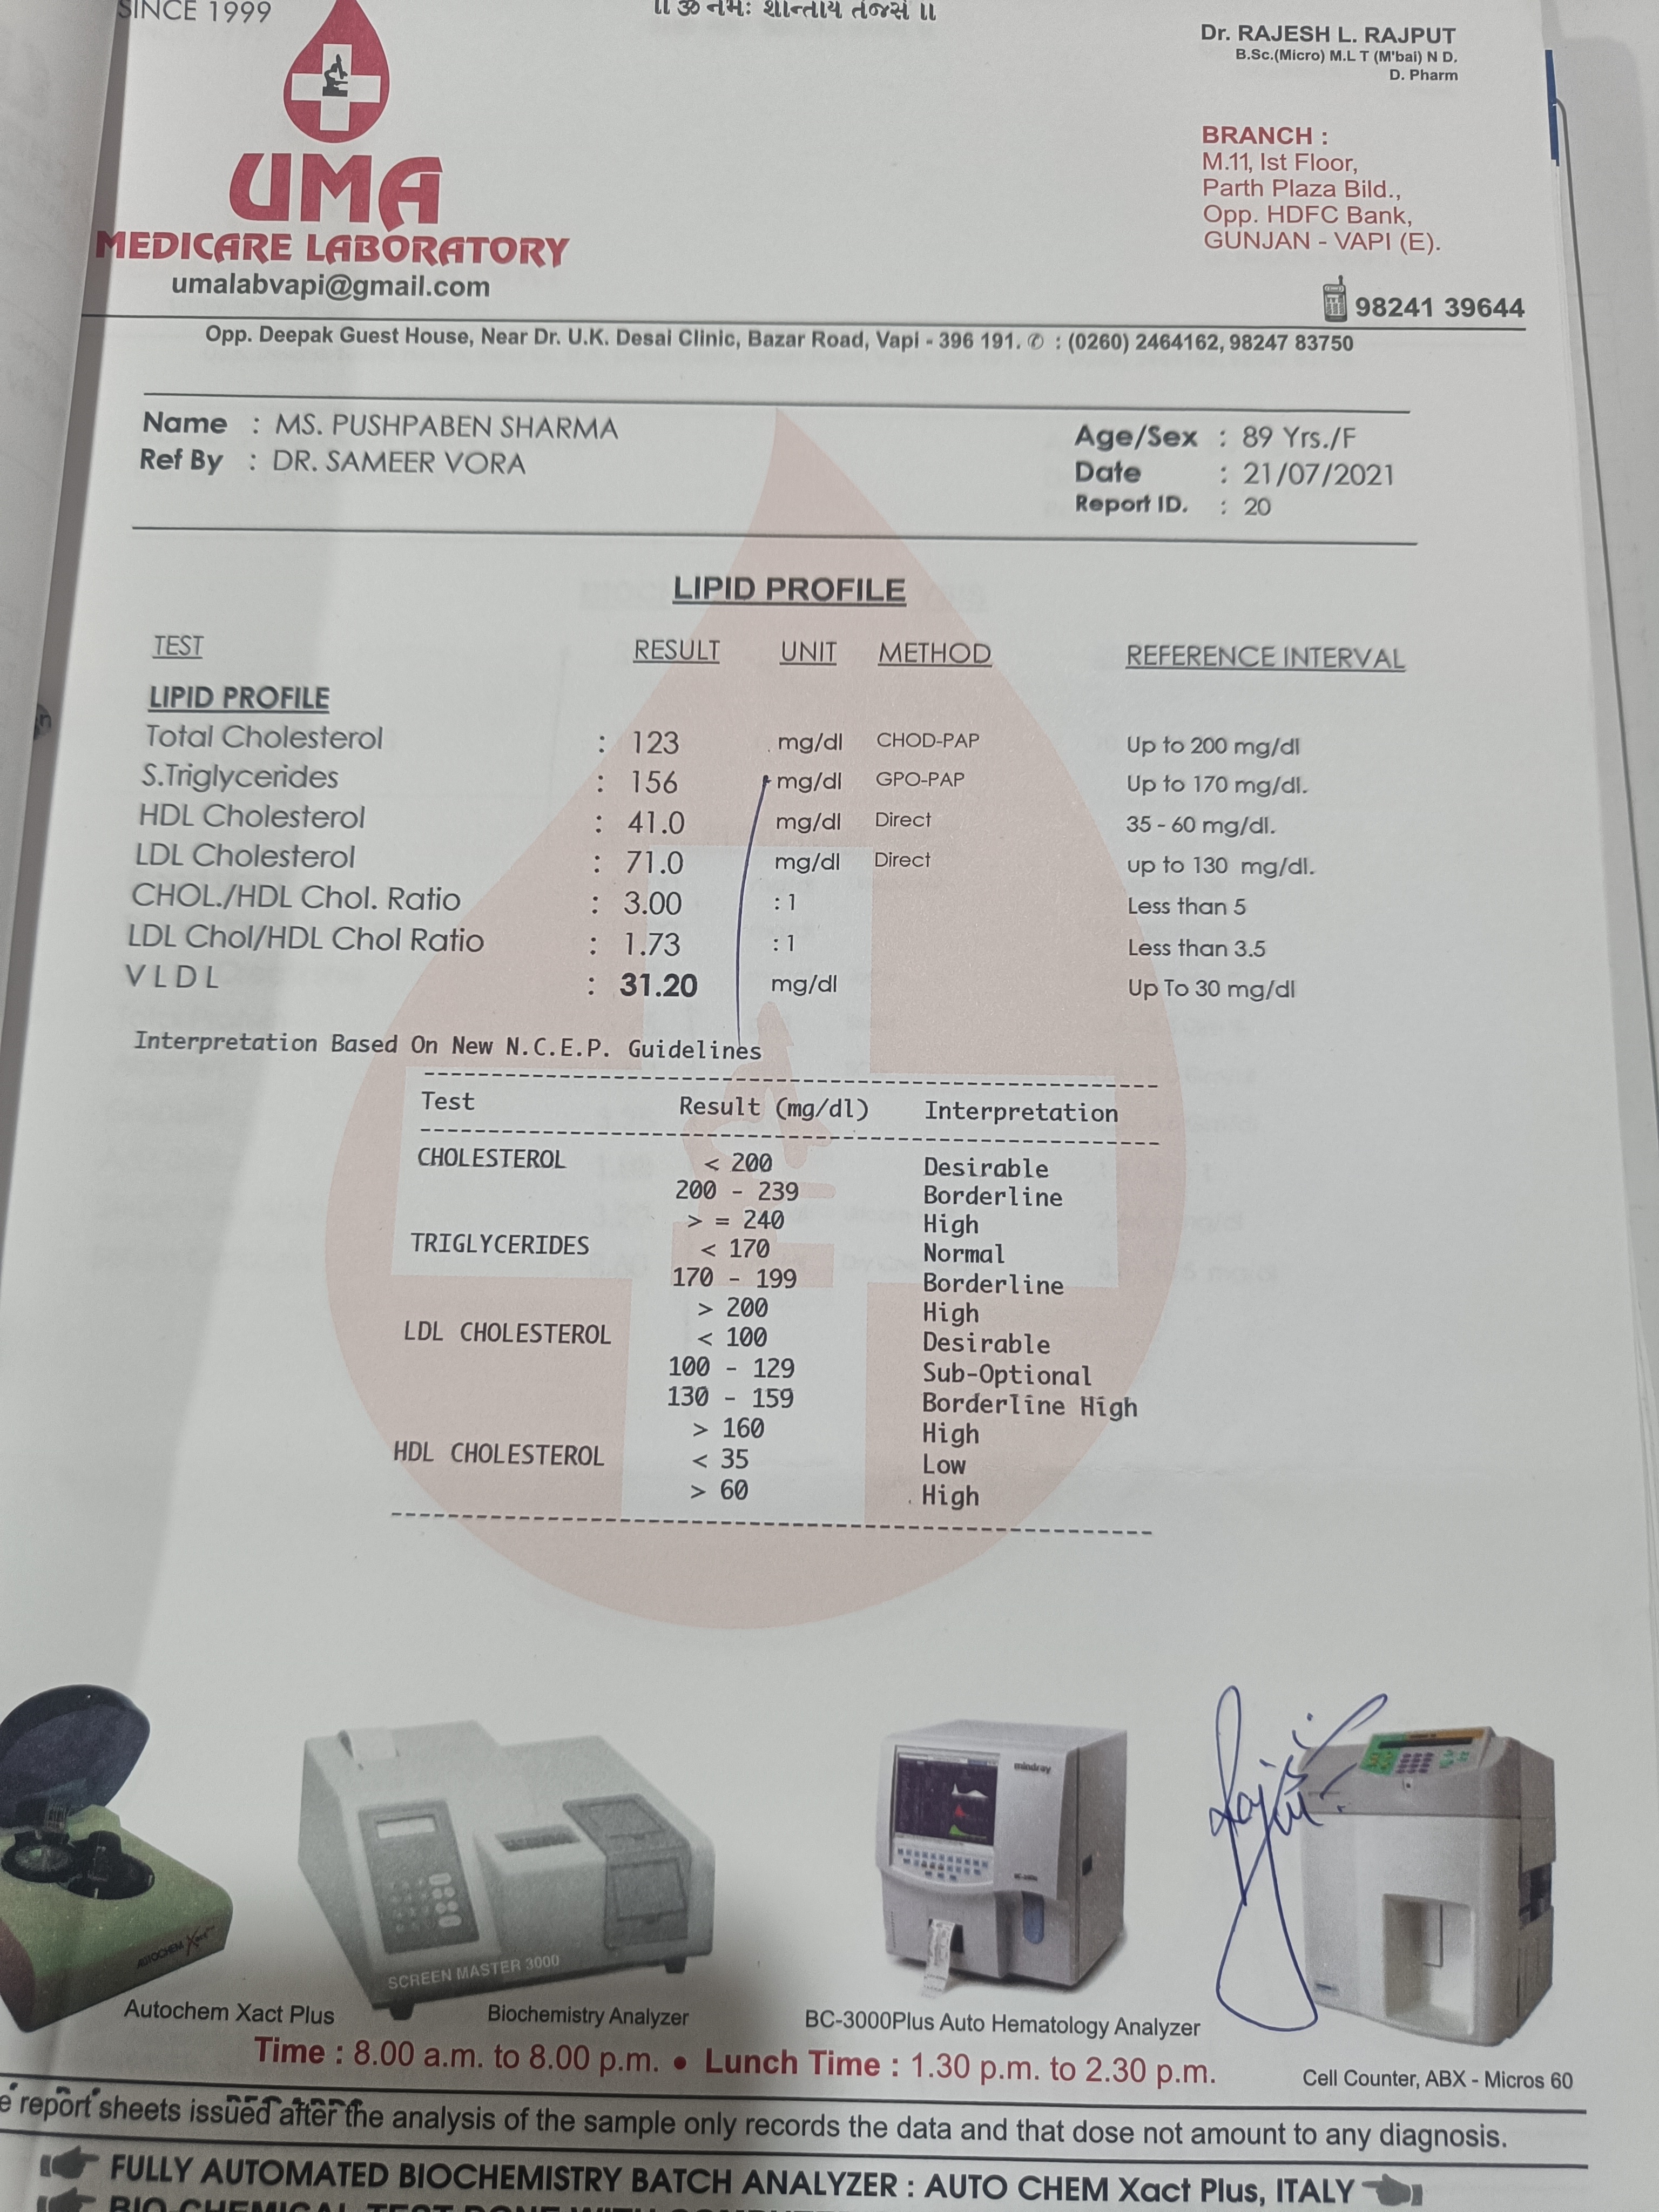 SINCE 1999
॥ ૐ નમઃ શાન્તાય તેજસે ॥
Dr. RAJESH L. RAJPUT
B.Sc.(Micro) M.L T (M'bai) N D.
D. Pharm
UMA
MEDICARE LABORATORY
umalabvapi@gmail.com
BRANCH :
M.11, Ist Floor,
Parth Plaza Bild.,
Opp. HDFC Bank,
GUNJAN - VAPI (E).
98241 39644
Opp. Deepak Guest House, Near Dr. U.K. Desai Clinic, Bazar Road, Vapi - 396 191. ✆ : (0260) 2464162, 98247 83750
Name : MS. PUSHPABEN SHARMA Age/Sex : 89 Yrs./F
Ref By : DR. SAMEER VORA Date : 21/07/2021
Report ID. : 20
LIPID PROFILE
TEST RESULT UNIT METHOD REFERENCE INTERVAL
LIPID PROFILE
Total Cholesterol : 123 mg/dl CHOD-PAP Up to 200 mg/dl
S.Triglycerides : 156 mg/dl GPO-PAP Up to 170 mg/dl.
HDL Cholesterol : 41.0 mg/dl Direct 35 - 60 mg/dl.
LDL Cholesterol : 71.0 mg/dl Direct up to 130 mg/dl.
CHOL./HDL Chol. Ratio : 3.00 : 1 Less than 5
LDL Chol/HDL Chol Ratio : 1.73 : 1 Less than 3.5
V L D L : 31.20 mg/dl Up To 30 mg/dl
Interpretation Based On New N.C.E.P. Guidelines
Test Result (mg/dl) Interpretation
CHOLESTEROL < 200 Desirable
200 - 239 Borderline
> = 240 High
TRIGLYCERIDES < 170 Normal
170 - 199 Borderline
> 200 High
LDL CHOLESTEROL < 100 Desirable
100 - 129 Sub-Optional
130 - 159 Borderline High
> 160 High
HDL CHOLESTEROL < 35 Low
> 60 High
mindray
AUTOCHEM Xact
SCREEN MASTER 3000
Autochem Xact Plus
Biochemistry Analyzer
BC-3000Plus Auto Hematology Analyzer
Cell Counter, ABX - Micros 60
Time : 8.00 a.m. to 8.00 p.m. • Lunch Time : 1.30 p.m. to 2.30 p.m.
report sheets issued after the analysis of the sample only records the data and that dose not amount to any diagnosis.
FULLY AUTOMATED BIOCHEMISTRY BATCH ANALYZER : AUTO CHEM Xact Plus, ITALY